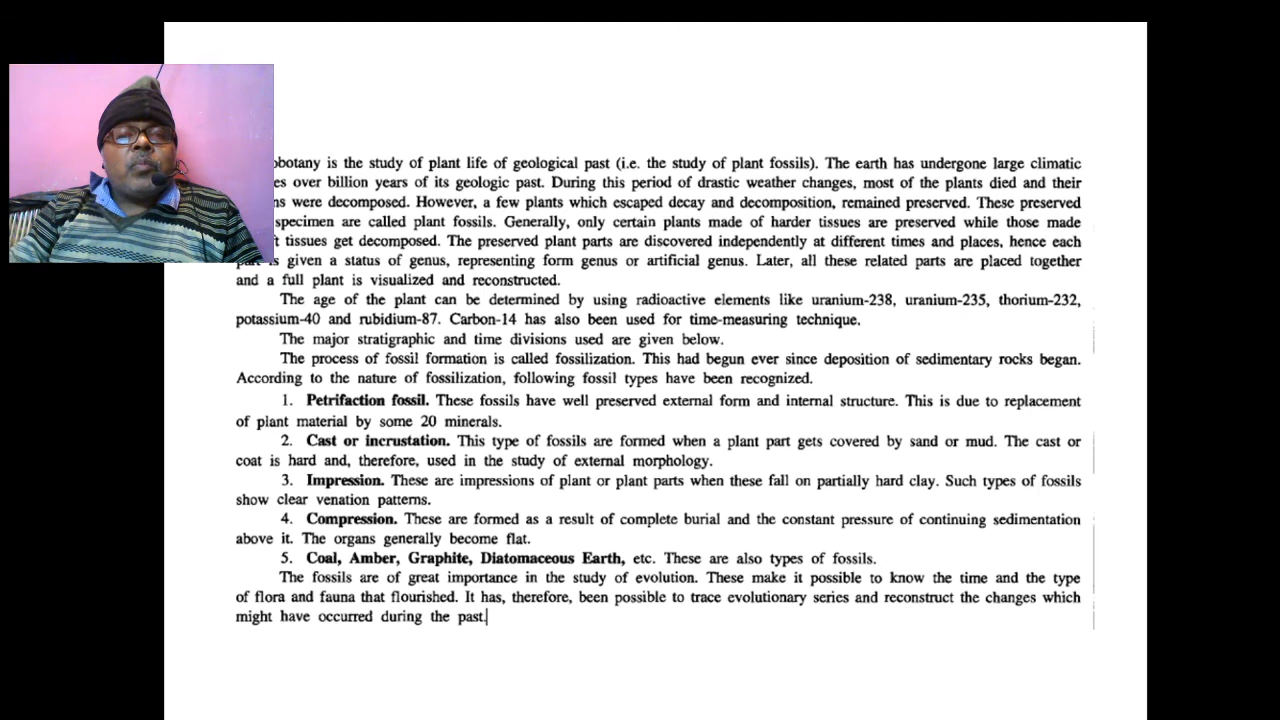 obotany is the study of plant life of geological past (i.e. the study of plant fossils). The earth has undergone large climatic
es over billion years of its geologic past. During this period of drastic weather changes, most of the plants died and their
ns were decomposed. However, a few plants which escaped decay and decomposition, remained preserved. These preserved
specimen are called plant fossils. Generally, only certain plants made of harder tissues are preserved while those made
t tissues get decomposed. The preserved plant parts are discovered independently at different times and places, hence each
part is given a status of genus, representing form genus or artificial genus. Later, all these related parts are placed together
and a full plant is visualized and reconstructed.
The age of the plant can be determined by using radioactive elements like uranium-238, uranium-235, thorium-232,
potassium-40 and rubidium-87. Carbon-14 has also been used for time-measuring technique.
The major stratigraphic and time divisions used are given below.
The process of fossil formation is called fossilization. This had begun ever since deposition of sedimentary rocks began.
According to the nature of fossilization, following fossil types have been recognized.
1. Petrifaction fossil. These fossils have well preserved external form and internal structure. This is due to replacement
of plant material by some 20 minerals.
2. Cast or incrustation. This type of fossils are formed when a plant part gets covered by sand or mud. The cast or
coat is hard and, therefore, used in the study of external morphology.
3. Impression. These are impressions of plant or plant parts when these fall on partially hard clay. Such types of fossils
show clear venation patterns.
4. Compression. These are formed as a result of complete burial and the constant pressure of continuing sedimentation
above it. The organs generally become flat.
5. Coal, Amber, Graphite, Diatomaceous Earth, etc. These are also types of fossils.
The fossils are of great importance in the study of evolution. These make it possible to know the time and the type
of flora and fauna that flourished. It has, therefore, been possible to trace evolutionary series and reconstruct the changes which
might have occurred during the past.